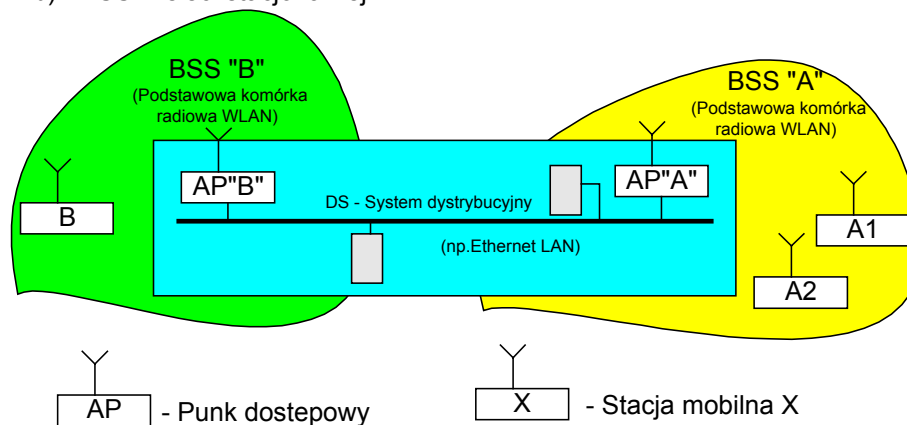 BSS "B"
(Podstawowa komórka
radiowa WLAN)
BSS "A"
(Podstawowa komórka
radiowa WLAN)
AP"B"
AP"A"
B
DS - System dystrybucyjny
(np.Ethernet LAN)
A1
A2
AP
- Punk dostepowy
X
- Stacja mobilna X